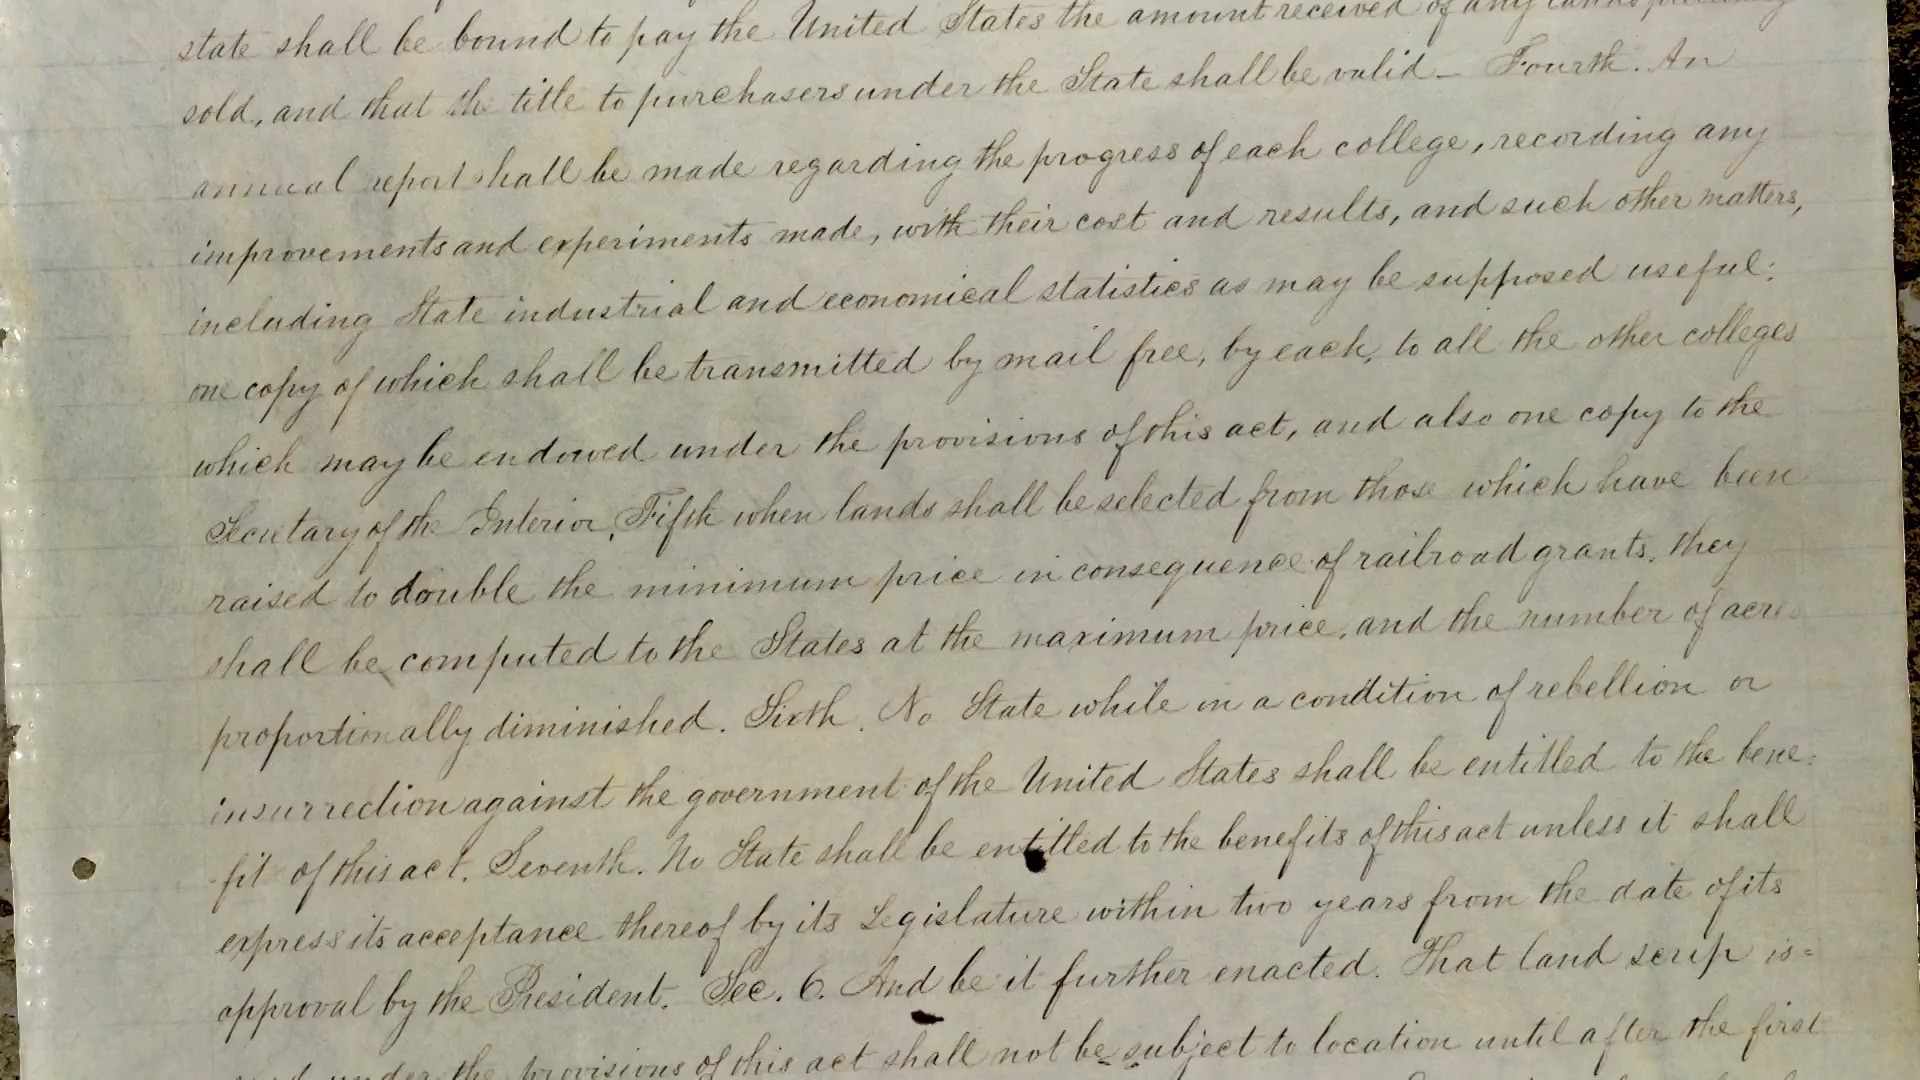 state shall be bound to pay the United States the amount received of any lands previously
sold, and that the title to purchasers under the State shall be valid – Fourth. An
annual report shall be made regarding the progress of each college, recording any
improvements and experiments made, with their cost and results, and such other matters,
including State industrial and economical statistics as may be supposed useful:
one copy of which shall be transmitted by mail free, by each, to all the other colleges
which may be endowed under the provisions of this act, and also one copy to the
Secretary of the Interior, Fifth when lands shall be selected from those which have been
raised to double the minimum price in consequence of railroad grants, they
shall be computed to the States at the maximum price, and the number of acres
proportionally diminished. Sixth. No State while in a condition of rebellion or
insurrection against the government of the United States shall be entitled to the bene=
fit of this act. Seventh. No State shall be entitled to the benefits of this act unless it shall
express its acceptance thereof by its Legislature within two years from the date of its
approval by the President. Sec. 6. And be it further enacted. That land scrip is=
sued under the provisions of this act shall not be subject to location until after the first